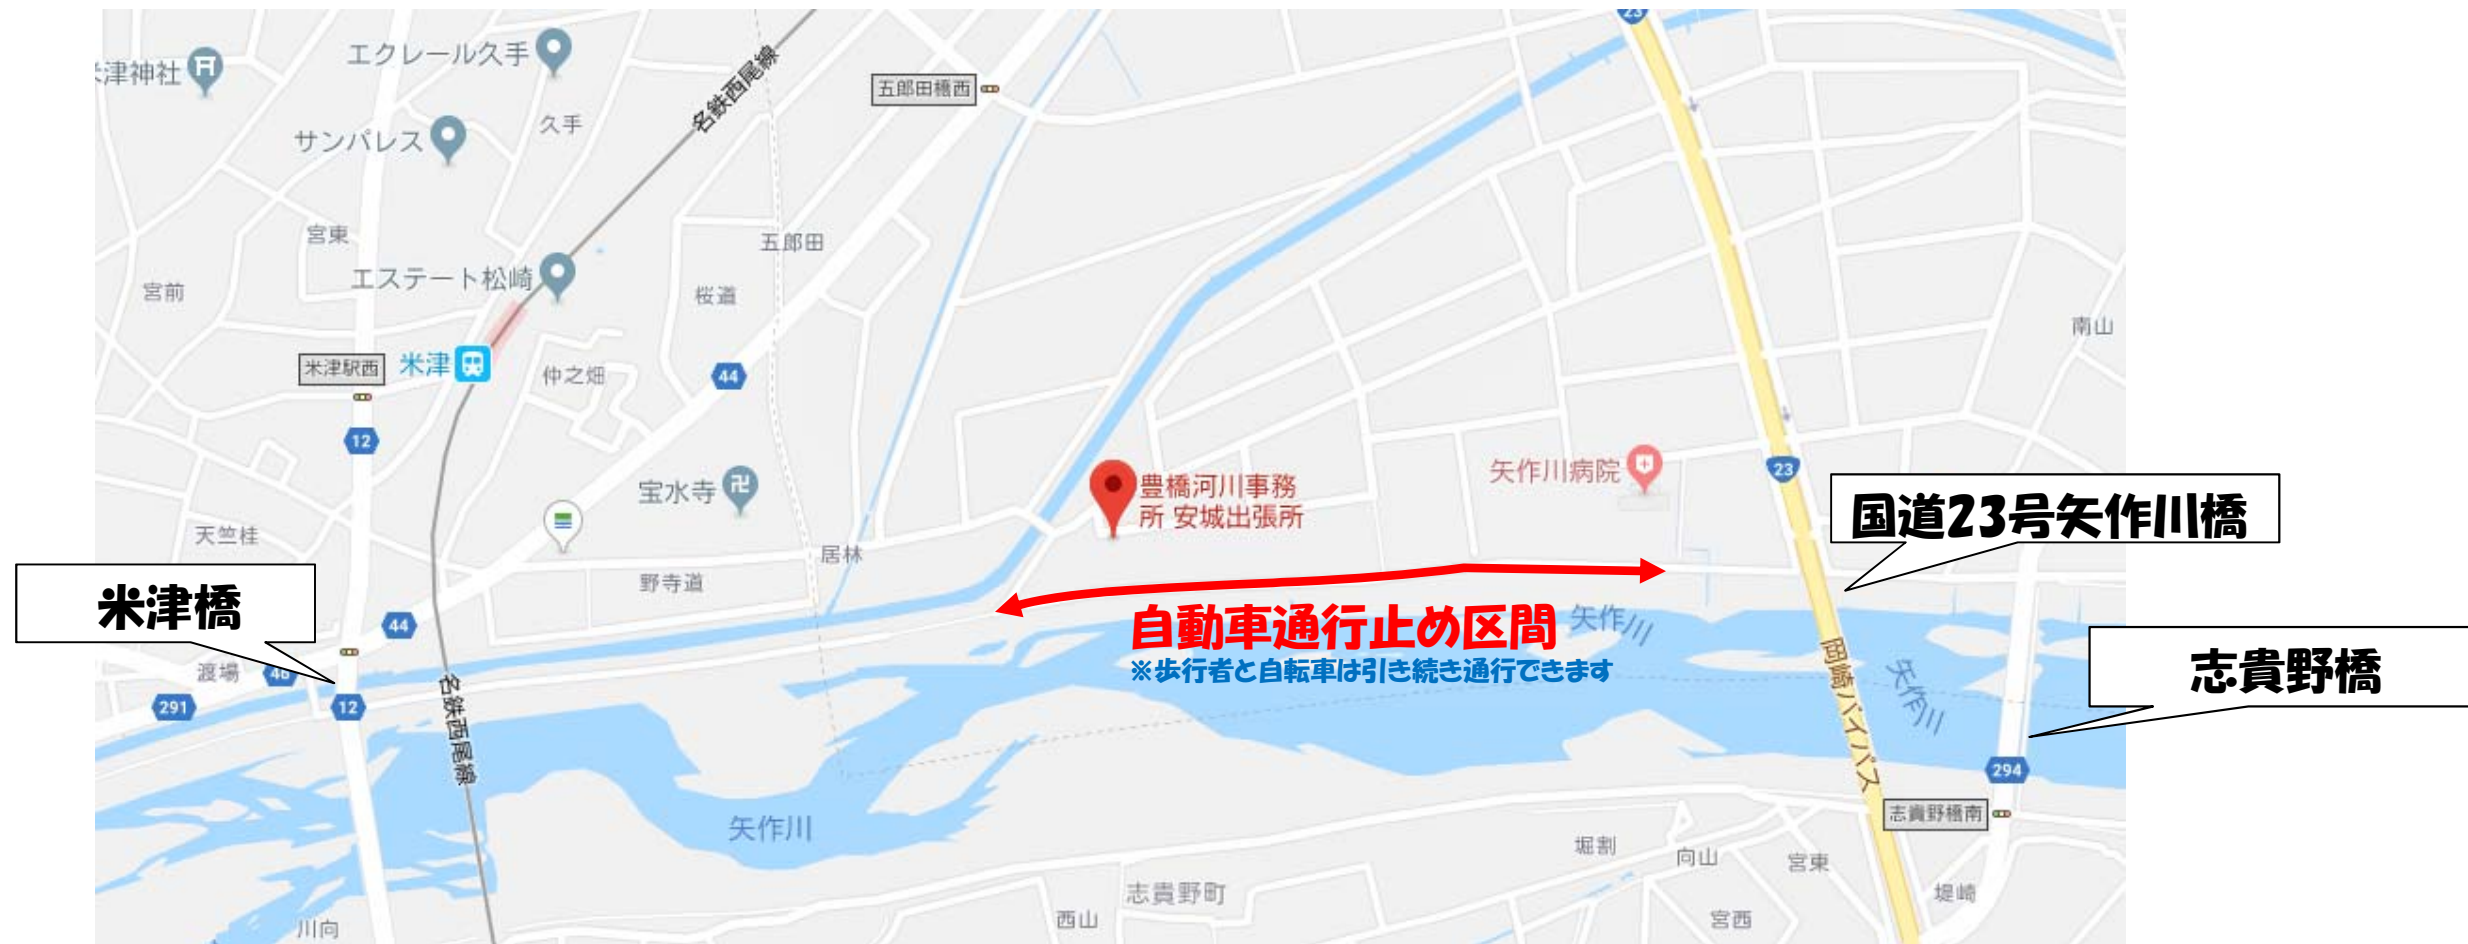 23
エクレール久手
津神社
五郎田橋西
名鉄西尾線
久手
サンパレス
宮東
五郎田
エステート松崎
宮前
桜道
南山
米津駅西
米津
仲之畑
44
12
矢作川病院
23
宝水寺
豊橋河川事務
所 安城出張所
国道23号矢作川橋
天竺桂
居林
野寺道
米津橋
44
自動車通行止め区間
矢作川
※歩行者と自転車は引き続き通行できます
志貴野橋
渡場
46
291
12
名鉄西尾線
岡崎バイパス
矢作川
294
志貴野橋南
矢作川
堀割
向山
宮東
志貴野町
堤崎
西山
宮西
川向